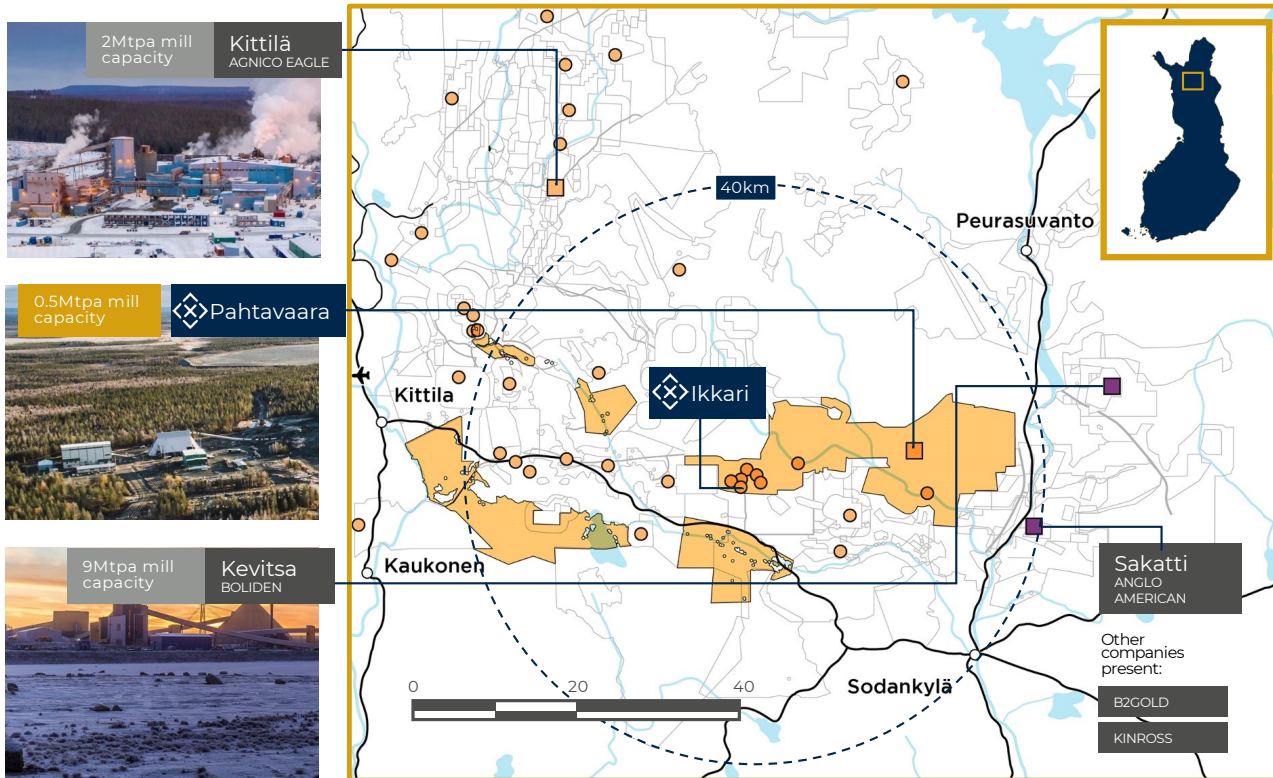 2Mtpa mill
capacity
Kittilä
AGNICO EAGLE
0.5Mtpa mill
capacity
Pahtavaara
9Mtpa mill
capacity
Kevitsa
BOLIDEN
40km
Peurasuvanto
Kittila
Ikkari
Kaukonen
Sakatti
ANGLO
AMERICAN
Other
companies
present:
B2GOLD
KINROSS
Sodankylä
0
20
40